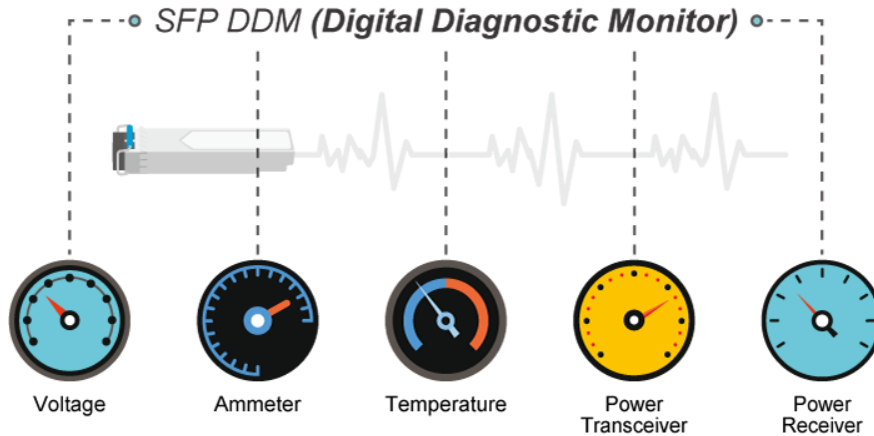 SFP DDM (Digital Diagnostic Monitor)
Voltage
Ammeter
Temperature
Power
Transceiver
Power
Receiver